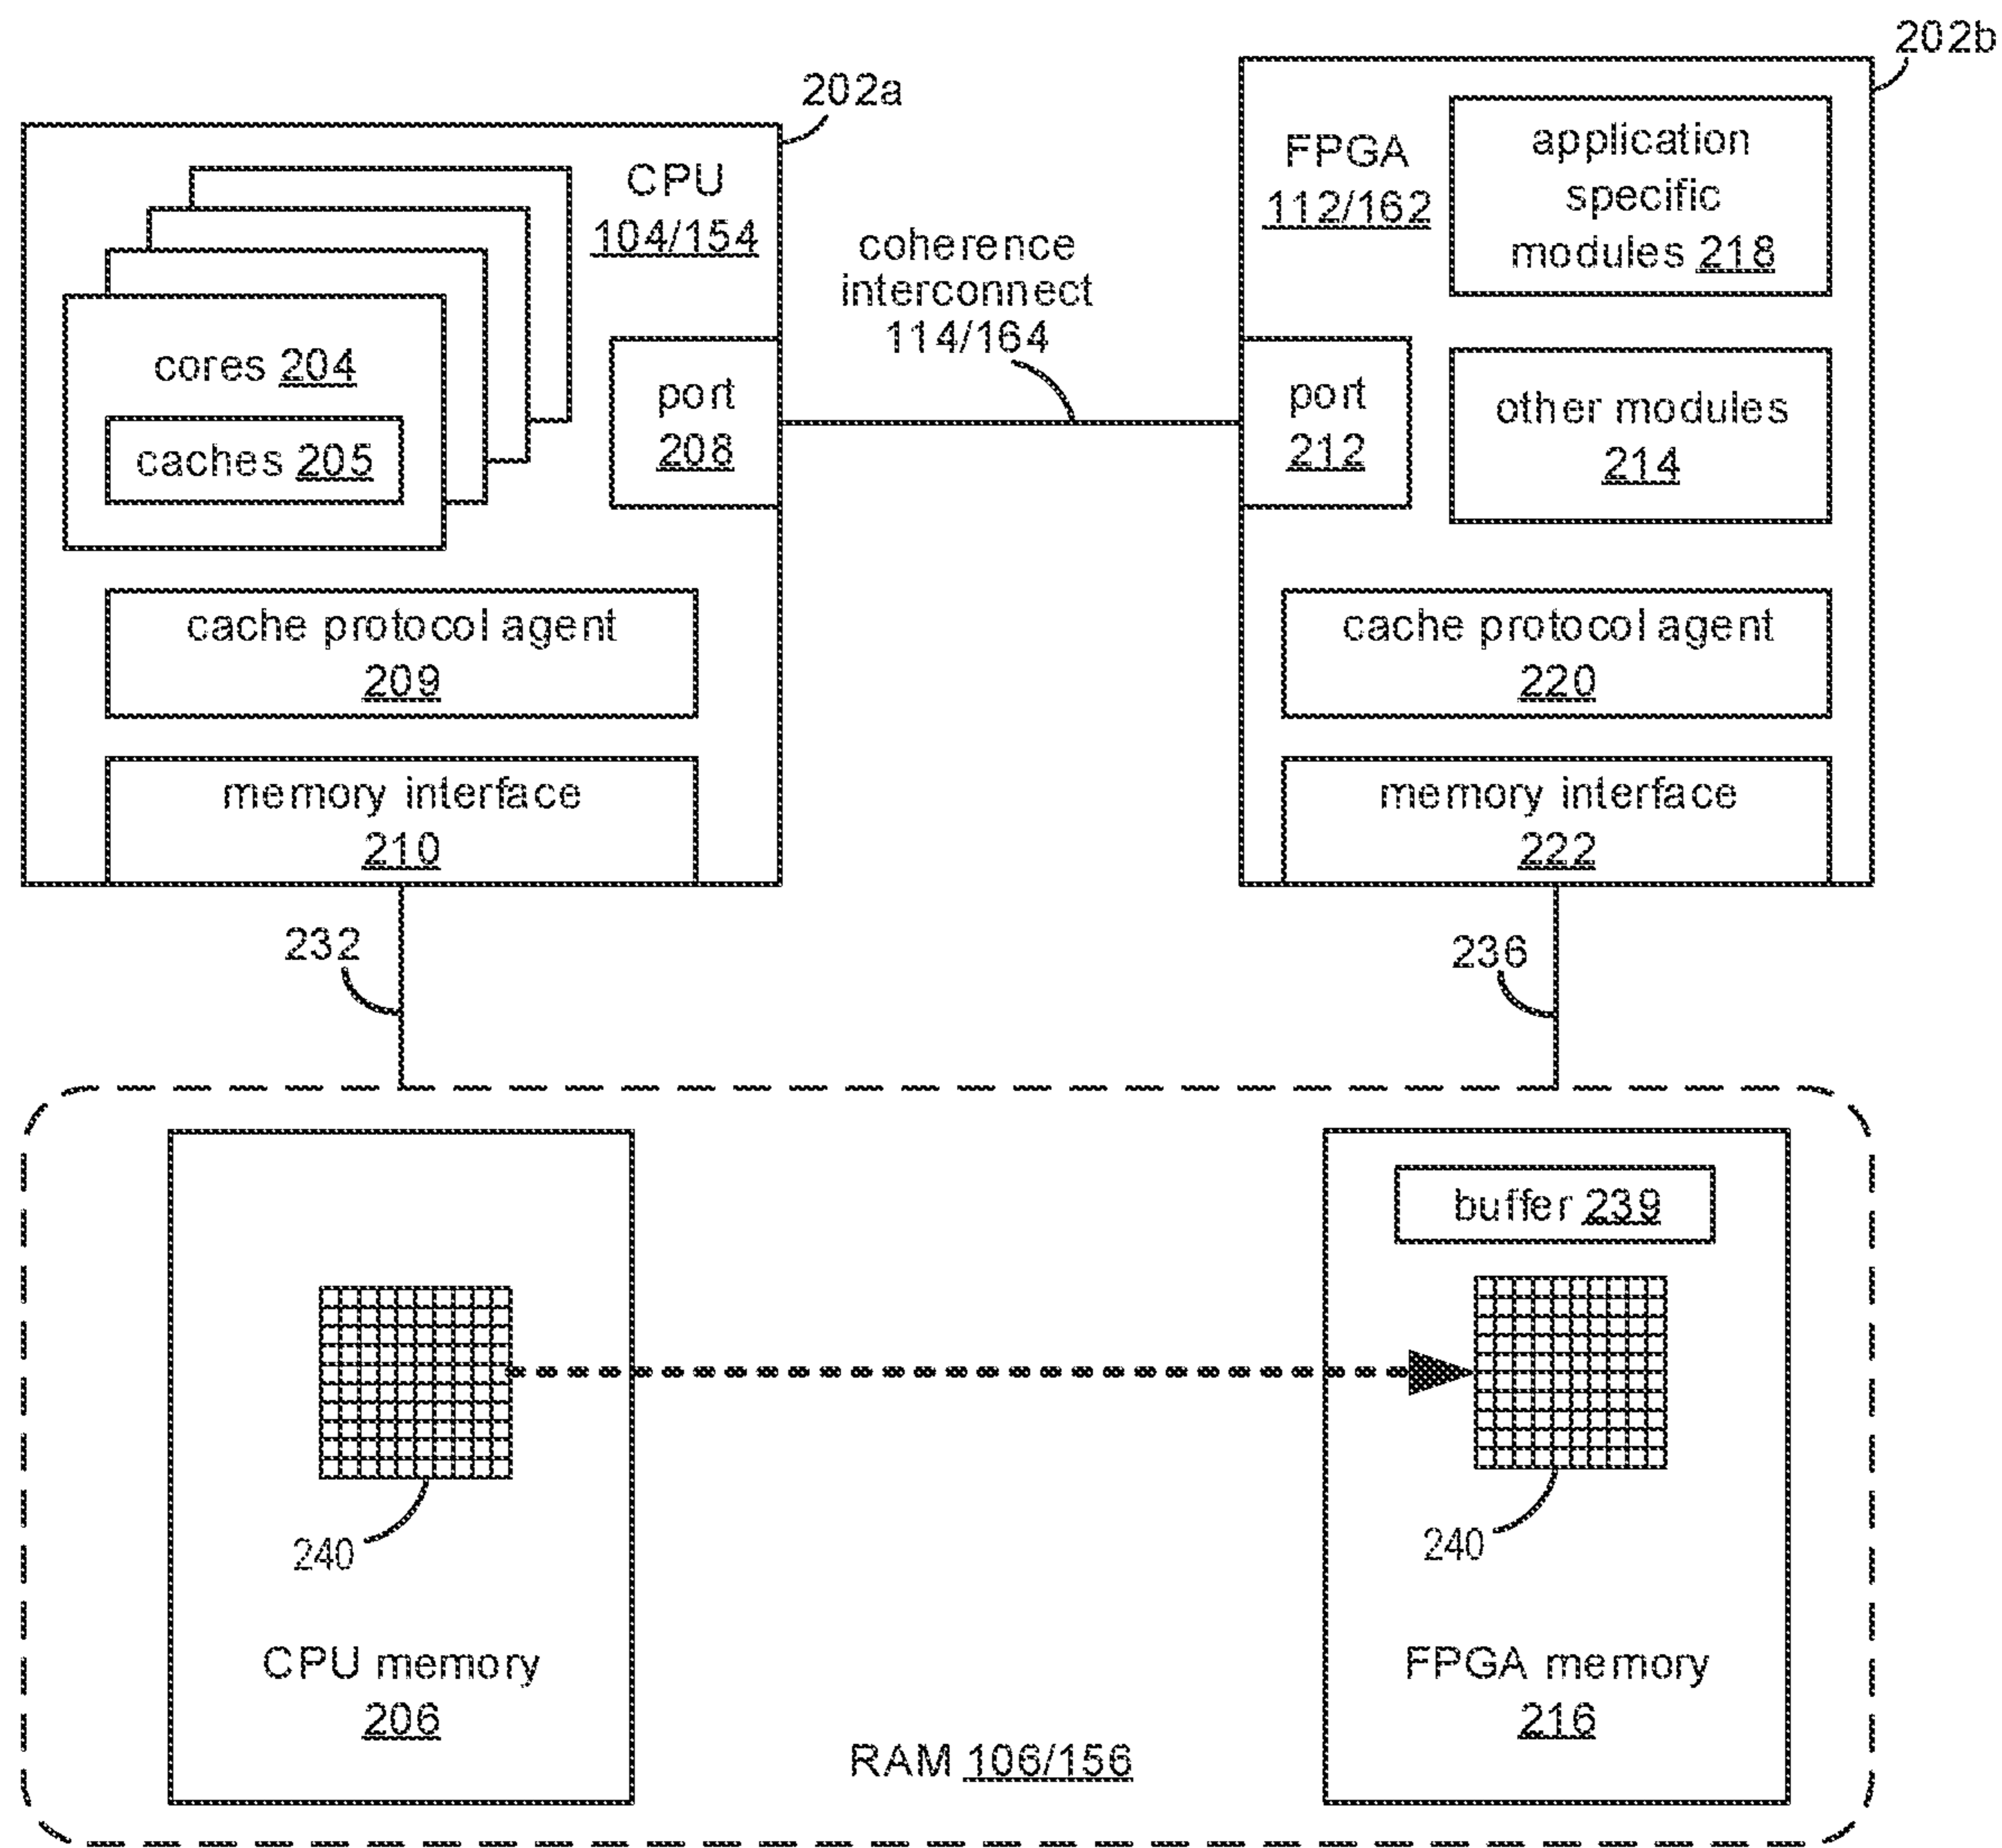 202b
202a
CPU
104/154
cores 204
caches 205
port
208
cache protocol agent
209
memory interface
210
coherence
interconnect
114/164
FPGA
112/162
application
specific
modules 218
port
212
other modules
214
cache protocol agent
220
memory interface
222
232
236
buffer 239
240
240
CPU memory
206
FPGA memory
216
RAM 106/156